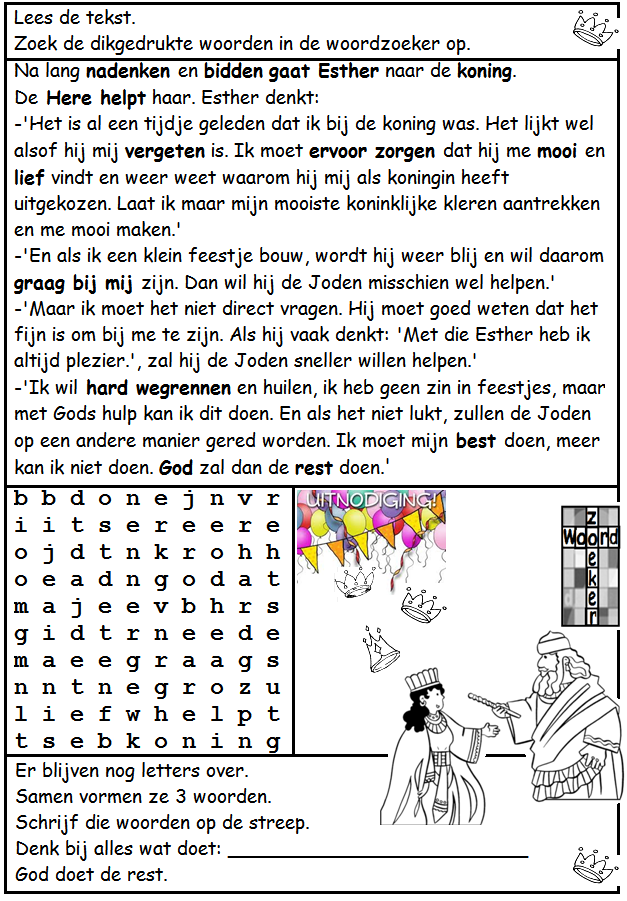 Lees de tekst.
Zoek de dikgedrukte woorden in de woordzoeker op.
Na lang nadenken en bidden gaat Esther naar de koning.
De Here helpt haar. Esther denkt:
-'Het is al een tijdje geleden dat ik bij de koning was. Het lijkt wel
alsof hij mij vergeten is. Ik moet ervoor zorgen dat hij me mooi en
lief vindt en weer weet waarom hij mij als koningin heeft
uitgekozen. Laat ik maar mijn mooiste koninklijke kleren aantrekken
en me mooi maken.'
-'En als ik een klein feestje bouw, wordt hij weer blij en wil daarom
graag bij mij zijn. Dan wil hij de Joden misschien wel helpen.'
-'Maar ik moet het niet direct vragen. Hij moet goed weten dat het
fijn is om bij me te zijn. Als hij vaak denkt: 'Met die Esther heb ik
altijd plezier.', zal hij de Joden sneller willen helpen.'
-'Ik wil hard wegrennen en huilen, ik heb geen zin in feestjes, maar
met Gods hulp kan ik dit doen. En als het niet lukt, zullen de Joden
op een andere manier gered worden. Ik moet mijn best doen, meer
kan ik niet doen. God zal dan de rest doen.'
b b d o n e j n v r
i i t s e r e e r e
o j d t n k r o h h
o e a d n g o d a t
m a j e e v b h r s
g i d t r n e e d e
m a e e g r a a g s
n n t n e g r o z u
l i e f w h e l p t
t s e b k o n i n g
UITNODIGING!
woord
zoeker
Er blijven nog letters over.
Samen vormen ze 3 woorden.
Schrijf die woorden op de streep.
Denk bij alles wat doet: ___________________________
God doet de rest.